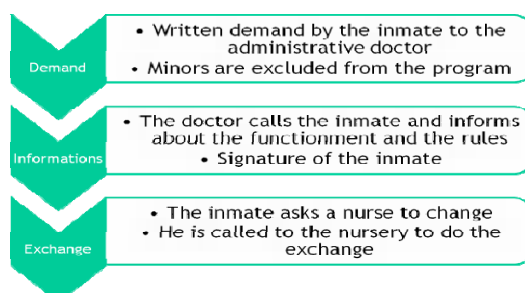 • Written demand by the inmate to the
administrative doctor
• Minors are excluded from the program
Demand
• The doctor calls the inmate and informs
about the functionment and the rules
• Signature of the inmate
Informations
• The inmate asks a nurse to change
• He is called to the nursery to do the
exchange
Exchange